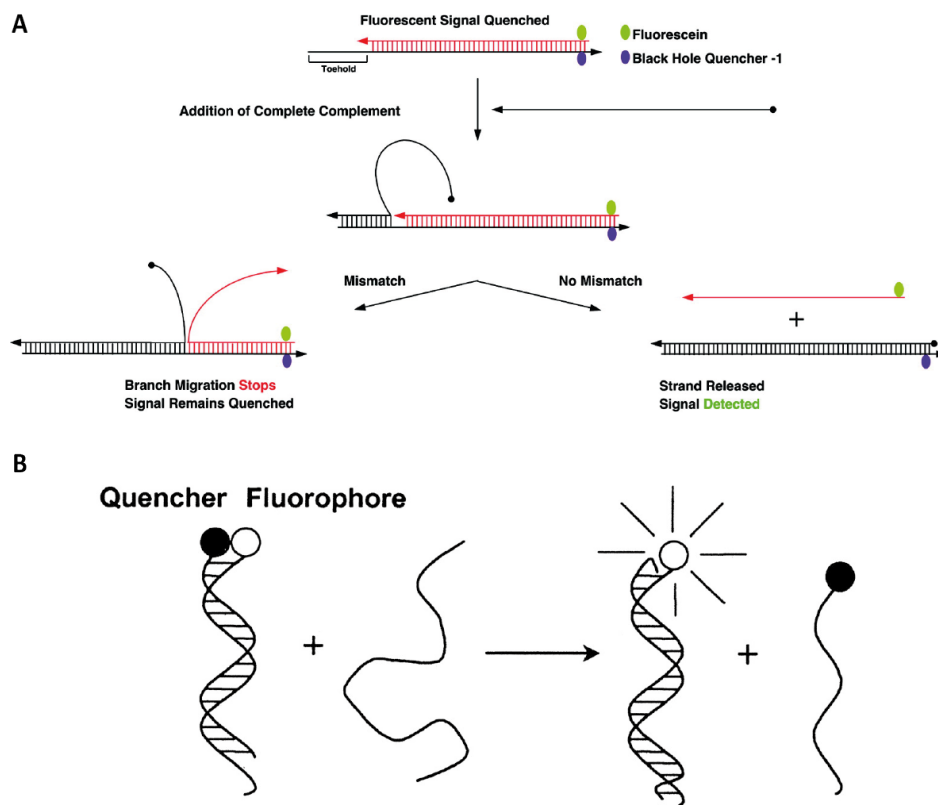 A
Fluorescent Signal Quenched
Fluorescein
Black Hole Quencher -1
Toehold
Addition of Complete Complement
Mismatch
No Mismatch
+
Branch Migration Stops
Signal Remains Quenched
Strand Released
Signal Detected
B
Quencher Fluorophore
+
+